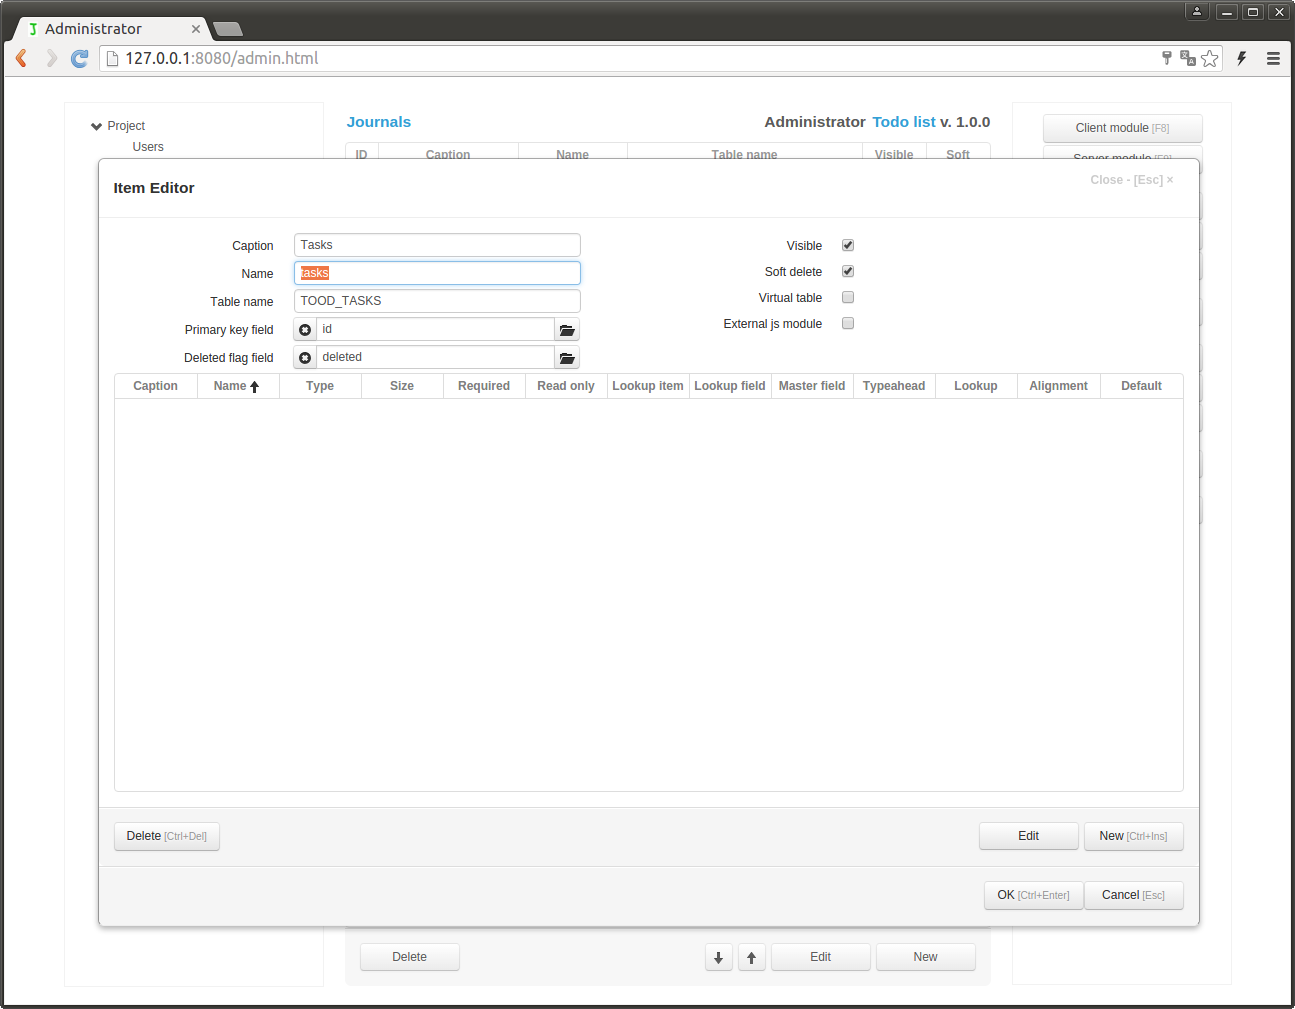 Administrator
127.0.0.1:8080/admin.html
Project
Users
Journals
Administrator Todo list v. 1.0.0
ID Caption Name Table name Visible Soft
Client module [F8]
Server module [F9]
Item Editor
Close - [Esc] ×
Caption Tasks
Name tasks
Table name TOOD_TASKS
Primary key field id
Deleted flag field deleted
Visible
Soft delete
Virtual table
External js module
Caption Name Type Size Required Read only Lookup item Lookup field Master field Typeahead Lookup Alignment Default
Delete [Ctrl+Del]
Edit
New [Ctrl+Ins]
OK [Ctrl+Enter]
Cancel [Esc]
Delete
Edit
New